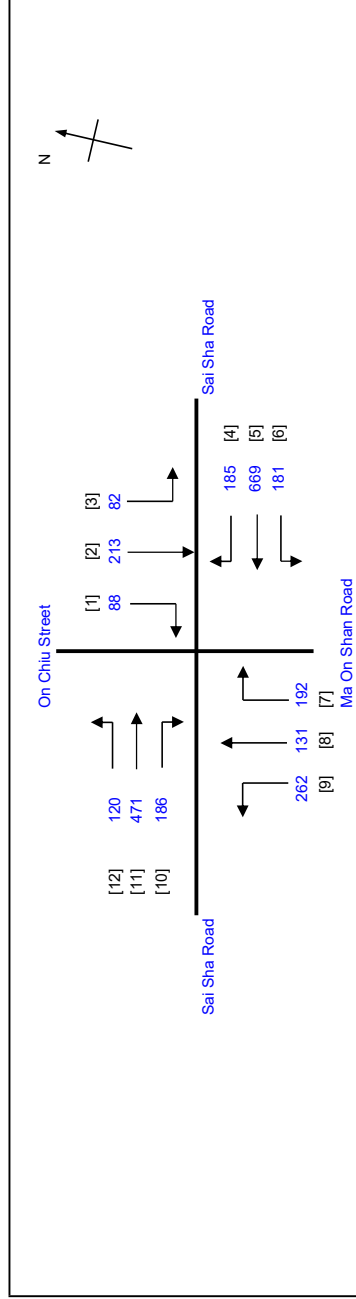 N
On Chiu Street
[1] [2] [3]
88 213 82
[12] 120
[11] 471
[10] 186
Sai Sha Road
Sai Sha Road
185 [4]
669 [5]
181 [6]
262 131 192
[9] [8] [7]
Ma On Shan Road